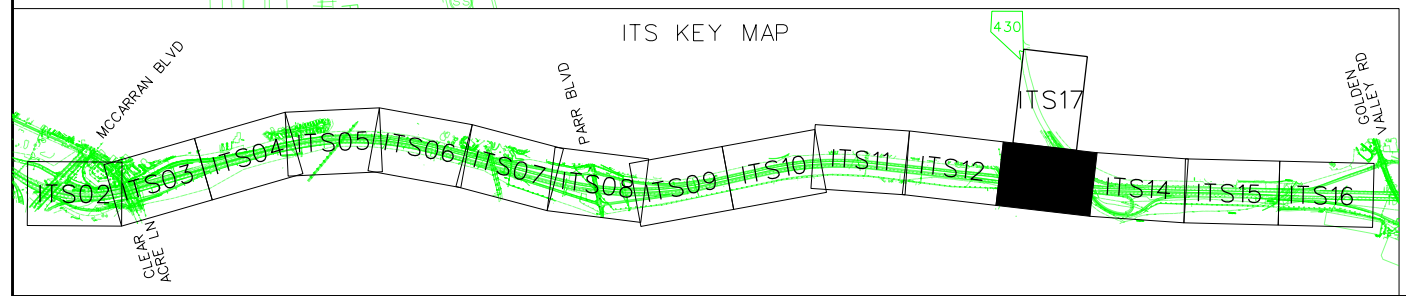 ITS KEY MAP
430
MCCARRAN BLVD
PARR BLVD
GOLDEN
VALLEY RD
ITS17
ITS02
ITS03
ITS04
ITS05
ITS06
ITS07
ITS08
ITS09
ITS10
ITS11
ITS12
ITS14
ITS15
ITS16
CLEAR
ACRE LN